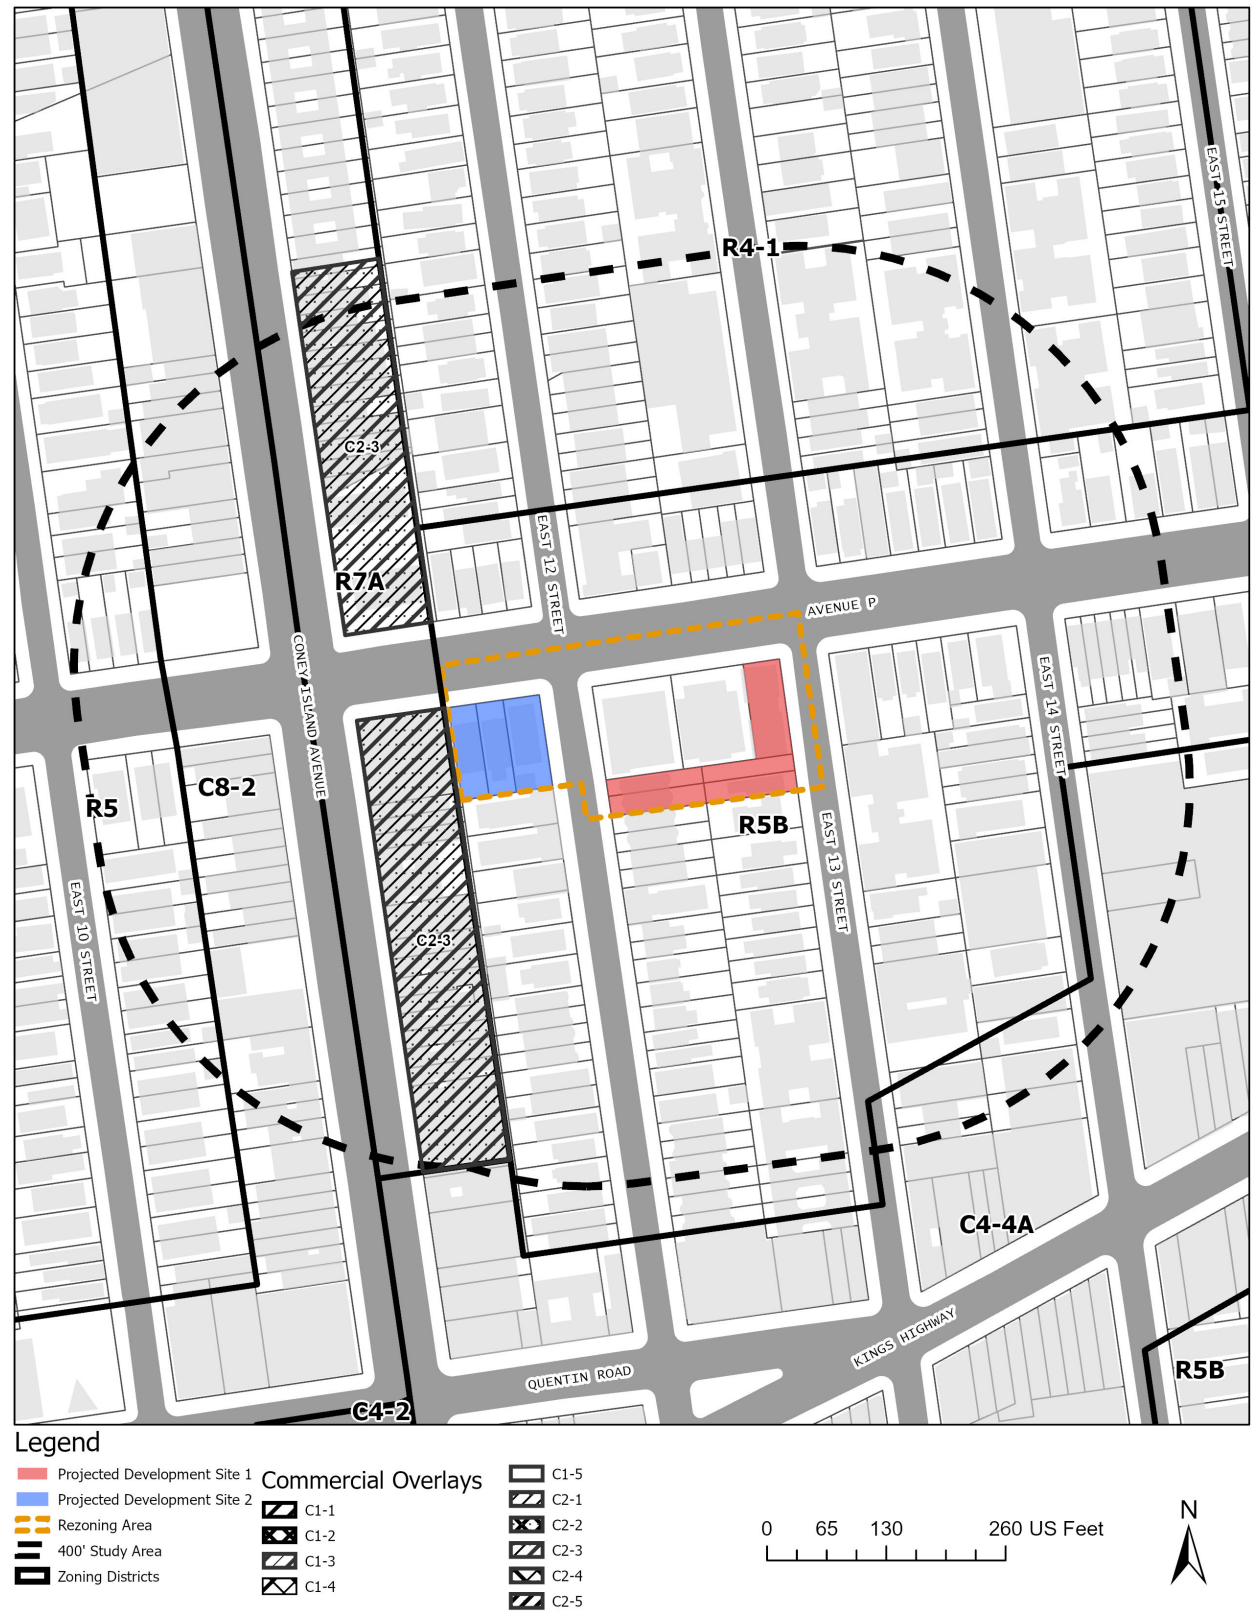 EAST 15 STREET
R4-1
C2-3
EAST 12 STREET
R7A
AVENUE P
CONEY ISLAND AVENUE
EAST 14 STREET
C8-2
R5
R5B
EAST 13 STREET
EAST 10 STREET
C2-3
C4-4A
KINGS HIGHWAY
QUENTIN ROAD
R5B
C4-2
Legend
Projected Development Site 1
Projected Development Site 2
Rezoning Area
400' Study Area
Zoning Districts
Commercial Overlays
C1-1
C1-2
C1-3
C1-4
C1-5
C2-1
C2-2
C2-3
C2-4
C2-5
0 65 130 260 US Feet
N